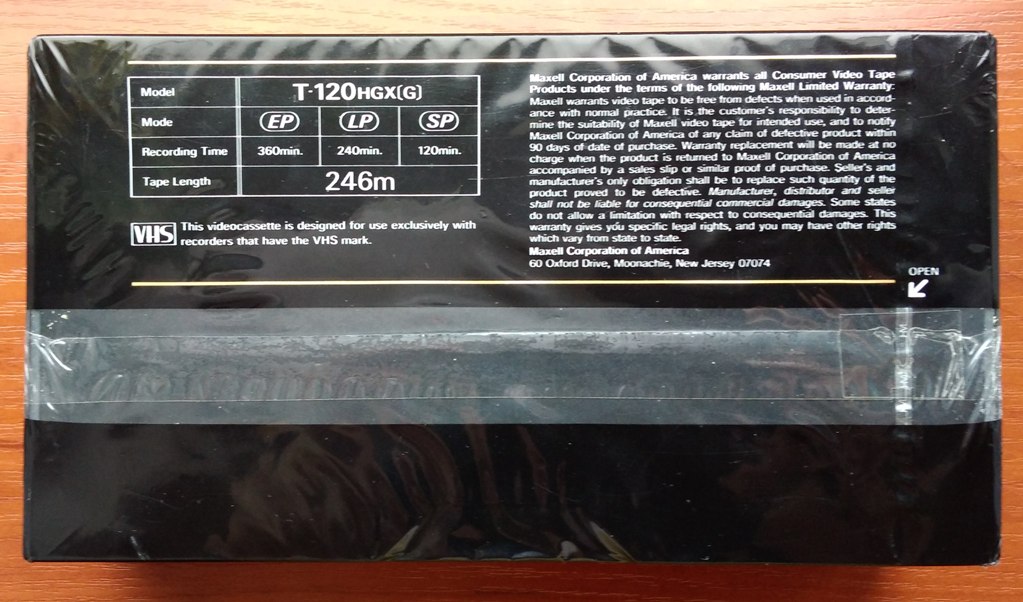 Model T-120HGX(G)
Mode EP LP SP
Recording Time 360min. 240min. 120min.
Tape Length 246m
VHS This videocassette is designed for use exclusively with
recorders that have the VHS mark.
Maxell Corporation of America warrants all Consumer Video Tape
Products under the terms of the following Maxell Limited Warranty:
Maxell warrants video tape to be free from defects when used in accord-
ance with normal practice. It is the customer's responsibility to deter-
mine the suitability of Maxell video tape for intended use, and to notify
Maxell Corporation of America of any claim of defective product within
90 days of date of purchase. Warranty replacement will be made at no
charge when the product is returned to Maxell Corporation of America
accompanied by a sales slip or similar proof of purchase. Seller's and
manufacturer's only obligation shall be to replace such quantity of the
product proved to be defective. Manufacturer, distributor and seller
shall not be liable for consequential commercial damages. Some states
do not allow a limitation with respect to consequential damages. This
warranty gives you specific legal rights, and you may have other rights
which vary from state to state.
Maxell Corporation of America
60 Oxford Drive, Moonachie, New Jersey 07074
OPEN